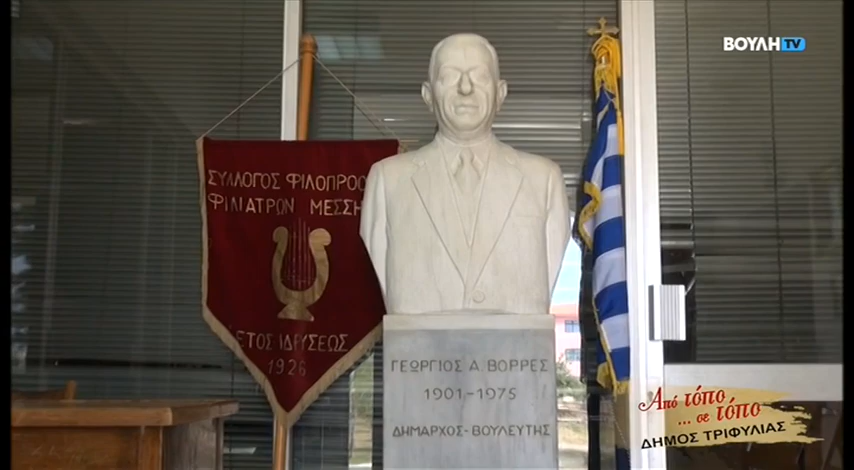 ΒΟΥΛΗ TV
ΣΥΛΛΟΓΟΣ ΦΙΛΟΠΡΟΟ
ΦΙΛΙΑΤΡΩΝ ΜΕΣΣΗ
ΕΤΟΣ ΙΔΡΥΣΕΩΣ
1926
ΓΕΩΡΓΙΟΣ Α. ΒΟΡΡΕΣ
1901-1975
ΔΗΜΑΡΧΟΣ-ΒΟΥΛΕΥΤΗΣ
Από τόπο
... σε τόπο
ΔΗΜΟΣ ΤΡΙΦΥΛΙΑΣ